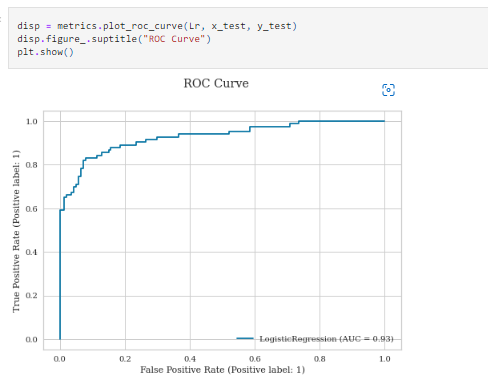 disp = metrics.plot_roc_curve(Lr, x_test, y_test)
disp.figure_.suptitle("ROC Curve")
plt.show()
ROC Curve
True Positive Rate (Positive label: 1)
1.0
0.8
0.6
0.4
0.2
0.0
LogisticRegression (AUC = 0.93)
0.0 0.2 0.4 0.6 0.8 1.0
False Positive Rate (Positive label: 1)